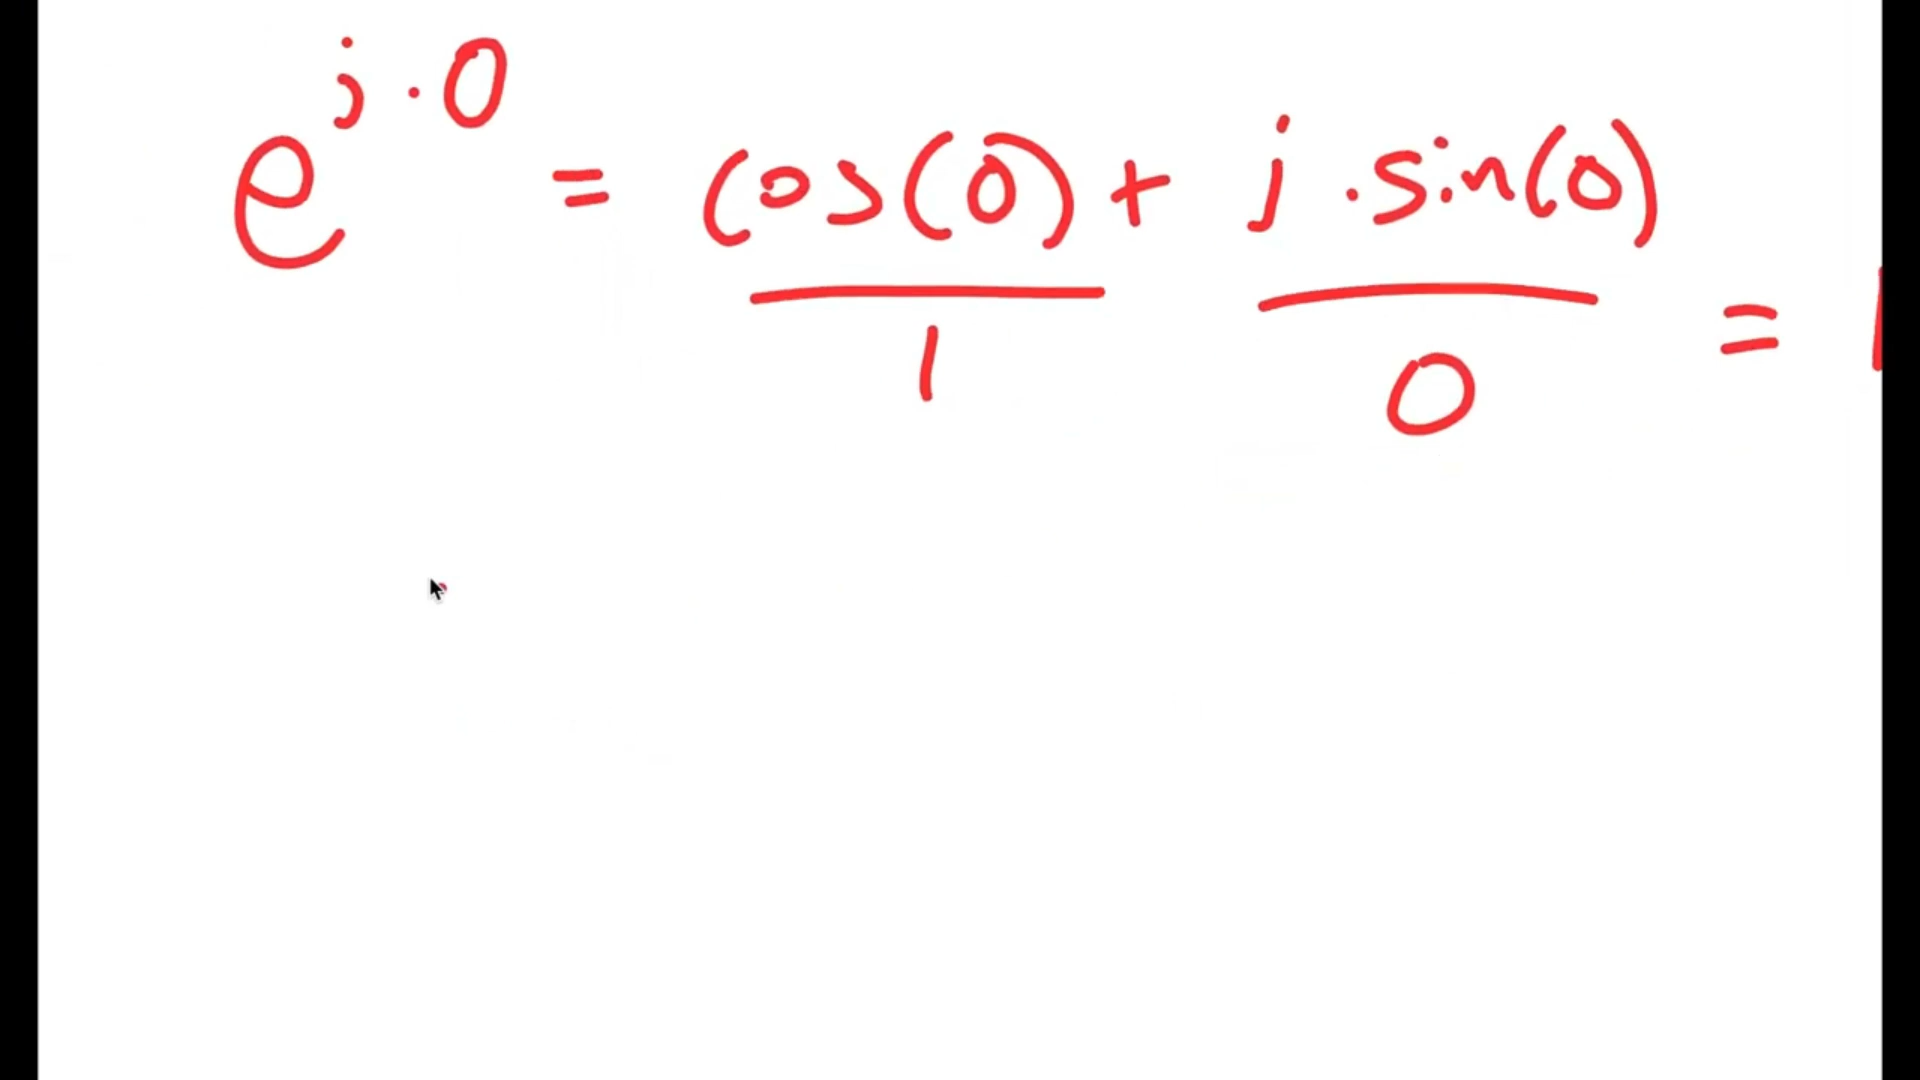 e^{j·0} = cos(0) + j·sin(0)
1 0 = 1